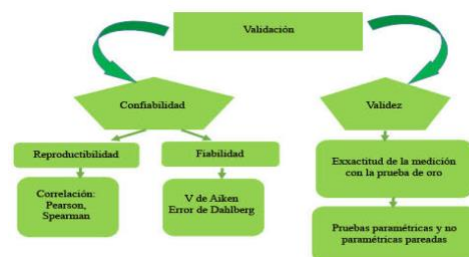 Validación
Confiabilidad
Validez
Reproductibilidad
Fiabilidad
Exxactitud de la medición
con la prueba de oro
Correlación:
Pearson,
Spearman
V de Aiken
Error de Dahlberg
Pruebas paramétricas y no
paramétricas pareadas